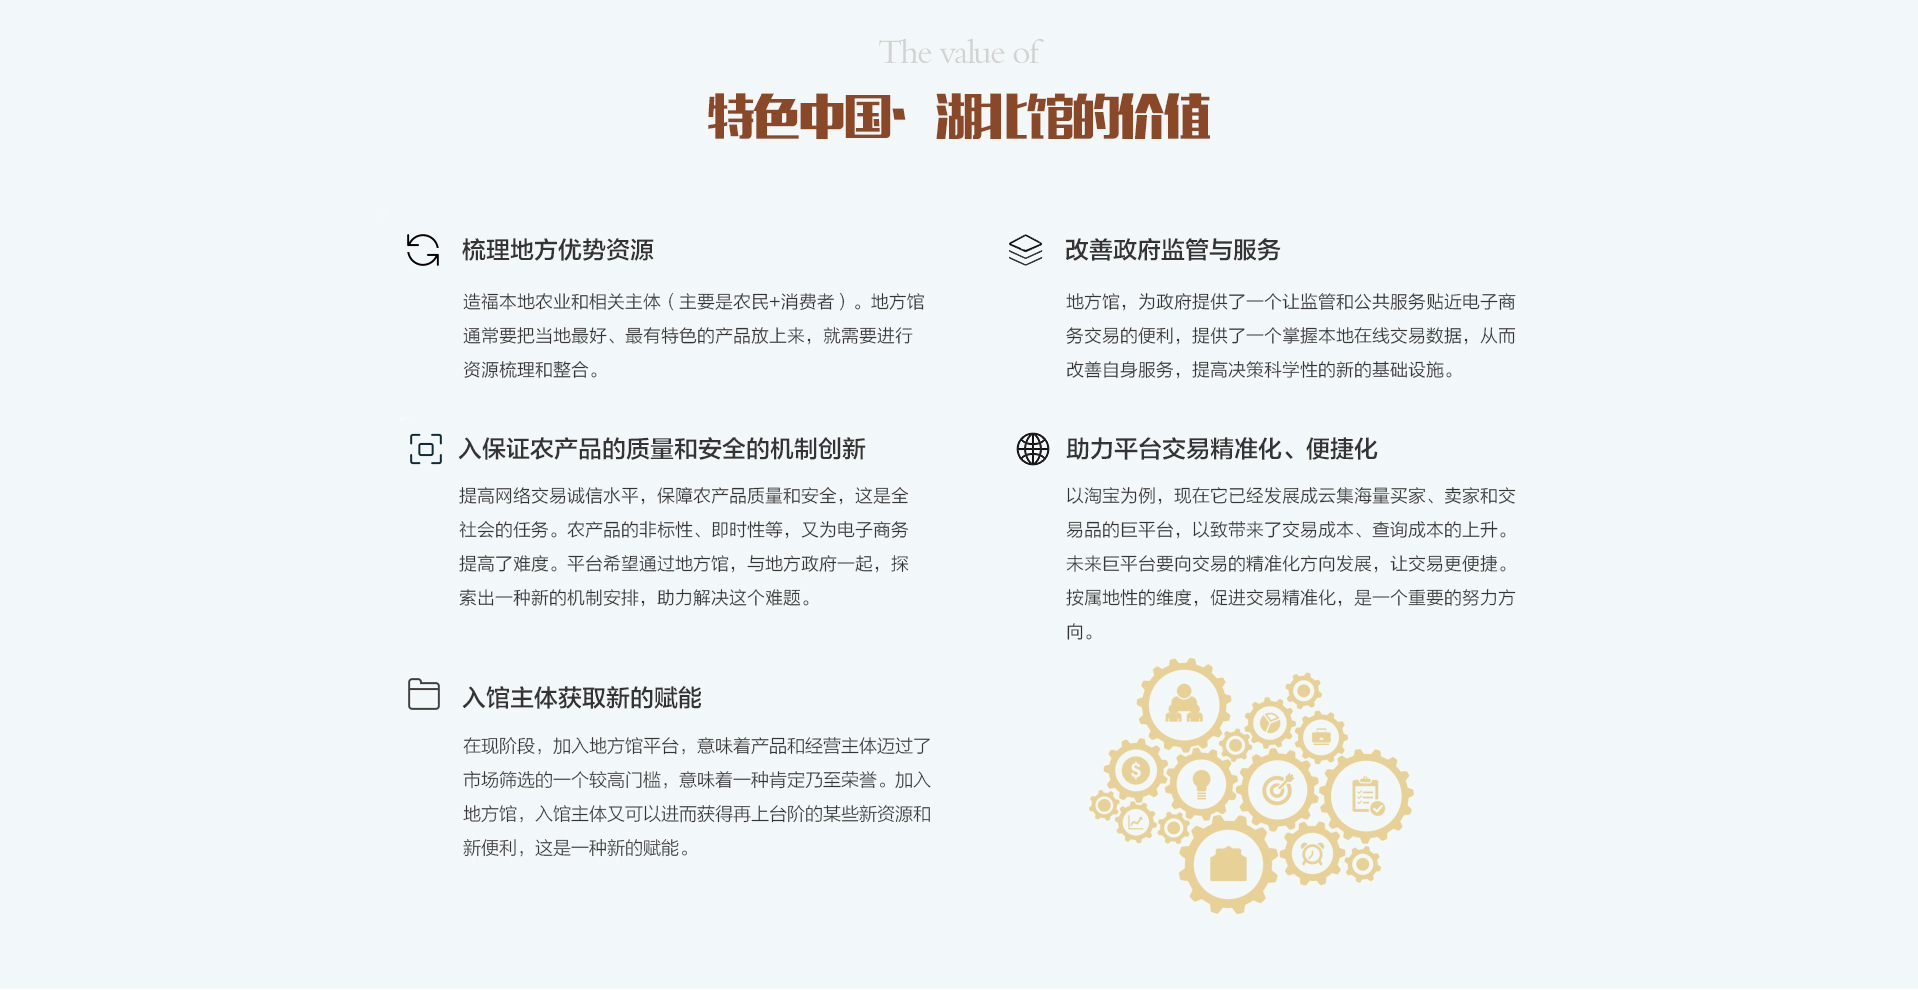 The value of
特色中国· 湖北馆的价值
梳理地方优势资源
造福本地农业和相关主体（主要是农民+消费者）。地方馆
通常要把当地最好、最有特色的产品放上来，就需要进行
资源梳理和整合。
改善政府监管与服务
地方馆，为政府提供了一个让监管和公共服务贴近电子商
务交易的便利，提供了一个掌握本地在线交易数据，从而
改善自身服务，提高决策科学性的新的基础设施。
入保证农产品的质量和安全的机制创新
提高网络交易诚信水平，保障农产品质量和安全，这是全
社会的任务。农产品的非标性、即时性等，又为电子商务
提高了难度。平台希望通过地方馆，与地方政府一起，探
索出一种新的机制安排，助力解决这个难题。
助力平台交易精准化、便捷化
以淘宝为例，现在它已经发展成云集海量买家、卖家和交
易品的巨平台，以致带来了交易成本、查询成本的上升。
未来巨平台要向交易的精准化方向发展，让交易更便捷。
按属地性的维度，促进交易精准化，是一个重要的努力方
向。
入馆主体获取新的赋能
在现阶段，加入地方馆平台，意味着产品和经营主体迈过了
市场筛选的一个较高门槛，意味着一种肯定乃至荣誉。加入
地方馆，入馆主体又可以进而获得再上台阶的某些新资源和
新便利，这是一种新的赋能。